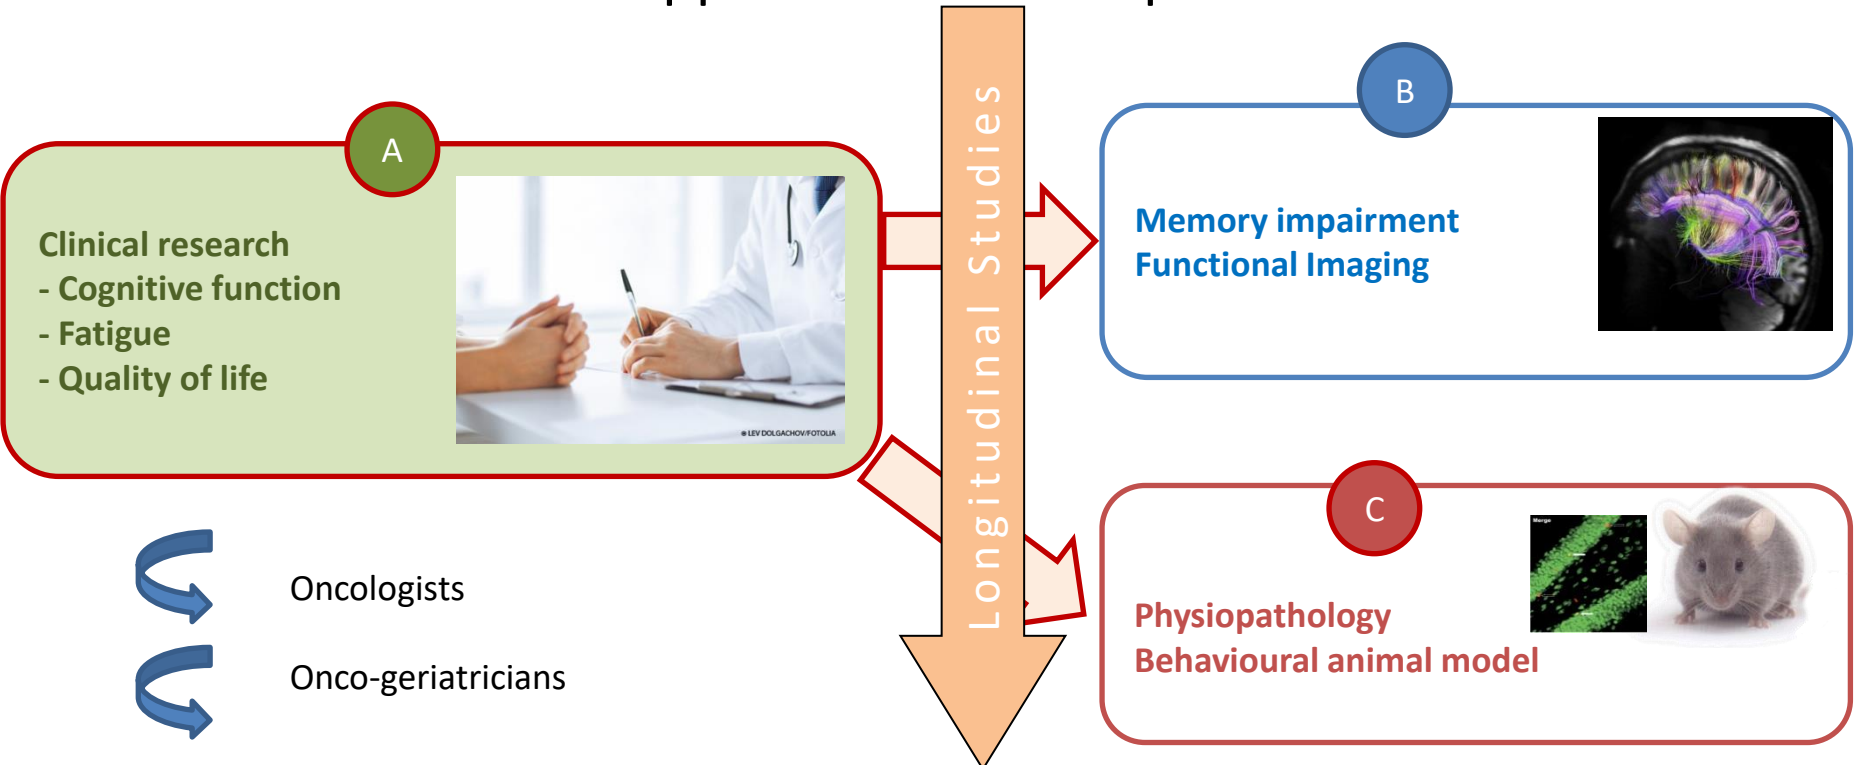 A
Clinical research
- Cognitive function
- Fatigue
- Quality of life
© LEV DOLGACHOV/FOTOLIA
Longitudinal Studies
B
Memory impairment
Functional Imaging
C
Merge
Physiopathology
Behavioural animal model
Oncologists
Onco-geriatricians